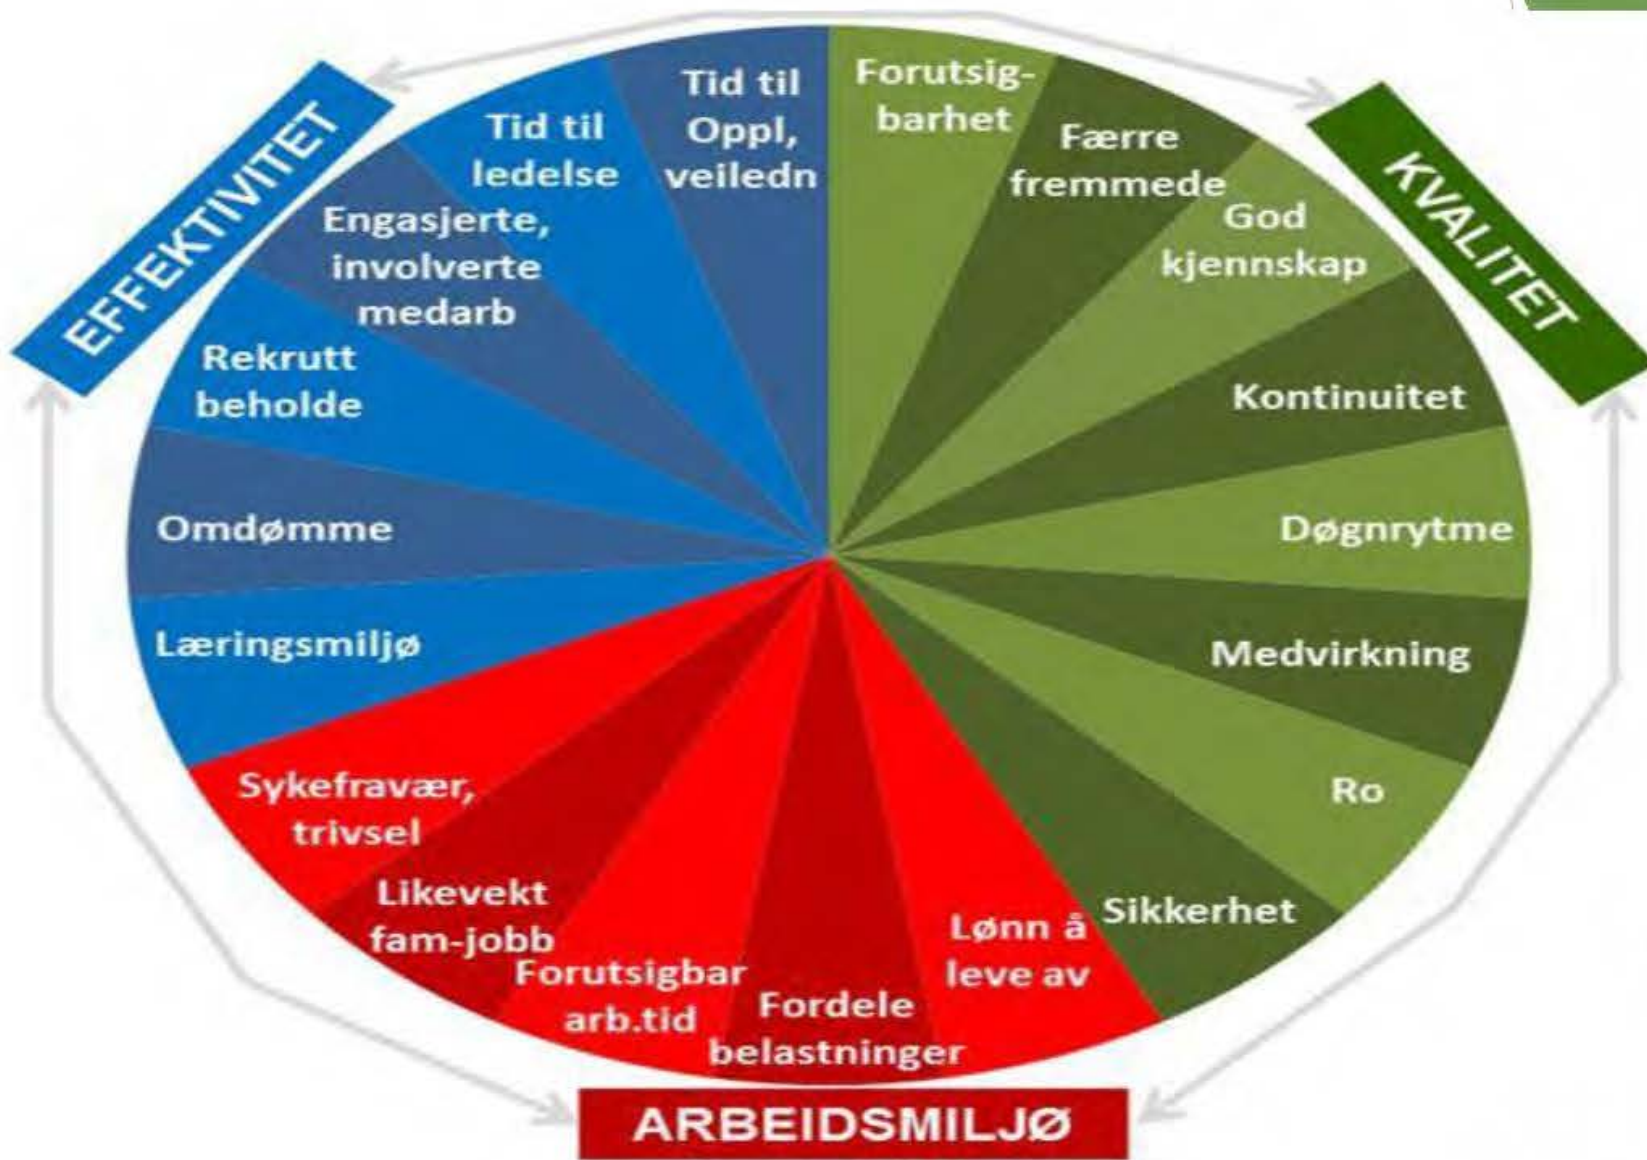 Forutsig-
barhet
Færre
fremmede
God
kjennskap
KVALITET
Kontinuitet
Døgnrytme
Medvirkning
Ro
Sikkerhet
Lønn å
leve av
Fordele
belastninger
ARBEIDSMILJØ
Forutsigbar
arb.tid
Likevekt
fam-jobb
Sykefravær,
trivsel
Læringsmiljø
Omdømme
Rekrutt
beholde
EFFEKTIVITET
Engasjerte,
involverte
medarb
Tid til
ledelse
Tid til
Oppl,
veiledn